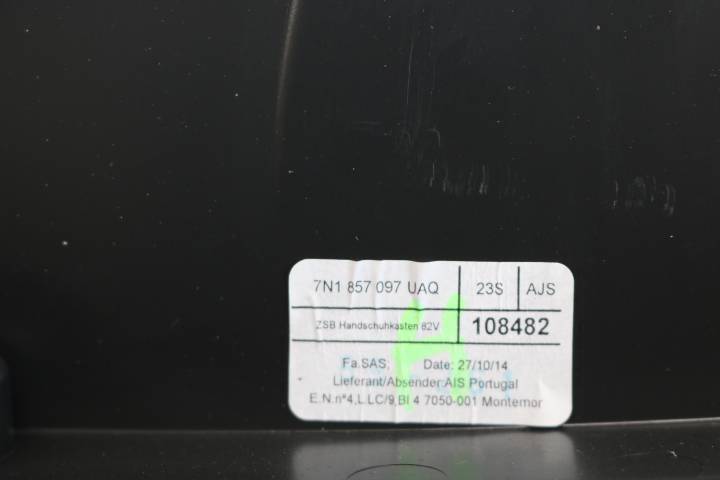 7N1 857 097 UAQ 23S AJS
ZSB Handschuhkasten 82V 108482
Fa.SAS; Date: 27/10/14
Lieferant/Absender:AIS Portugal
E.N.n°4,L.LC/9,Bl 4 7050-001 Montemor